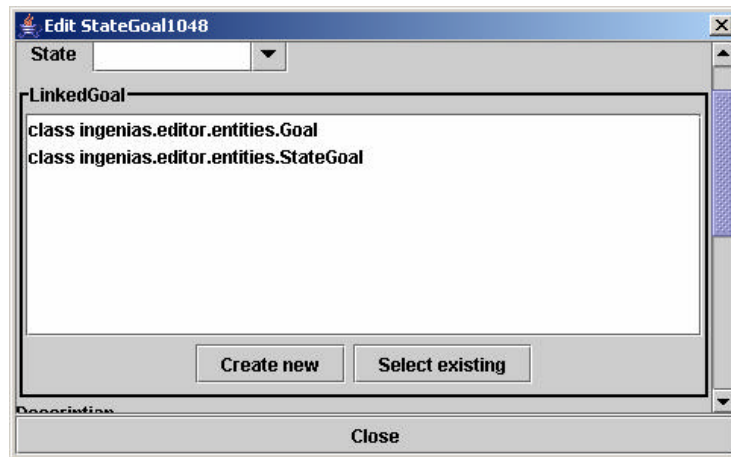 Edit StateGoal1048
State
LinkedGoal
class ingenias.editor.entities.Goal
class ingenias.editor.entities.StateGoal
Create new Select existing
Description
Close